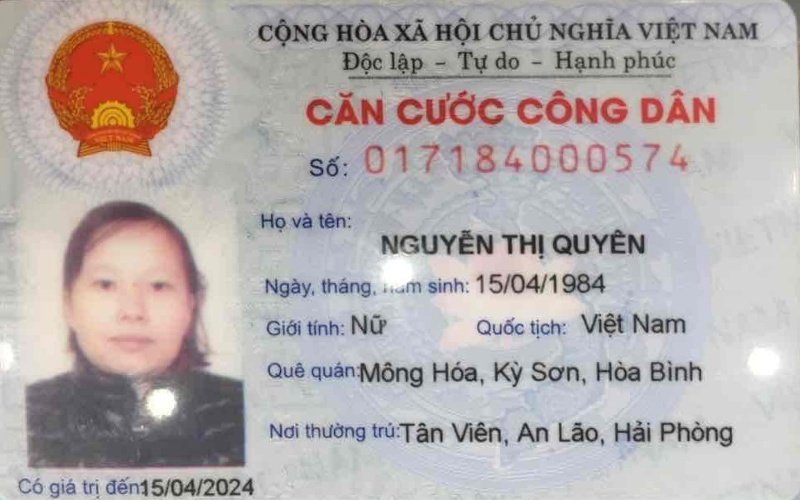 CỘNG HÒA XÃ HỘI CHỦ NGHĨA VIỆT NAM
Độc lập - Tự do - Hạnh phúc
CĂN CƯỚC CÔNG DÂN
Số: 017184000574
Họ và tên:
NGUYỄN THỊ QUYÊN
Ngày, tháng, năm sinh: 15/04/1984
Giới tính: Nữ Quốc tịch: Việt Nam
Quê quán: Mông Hóa, Kỳ Sơn, Hòa Bình
Nơi thường trú: Tân Viên, An Lão, Hải Phòng
Có giá trị đến: 15/04/2024